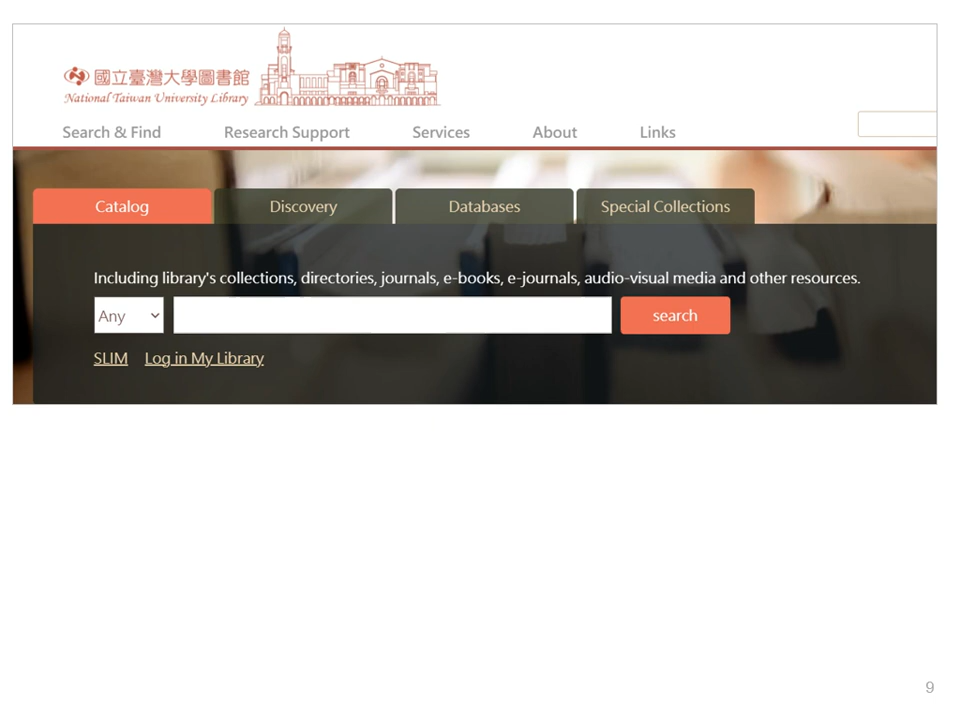 國立臺灣大學圖書館
National Taiwan University Library
Search & Find Research Support Services About Links
Catalog Discovery Databases Special Collections
Including library's collections, directories, journals, e-books, e-journals, audio-visual media and other resources.
Any search
SLIM Log in My Library
9